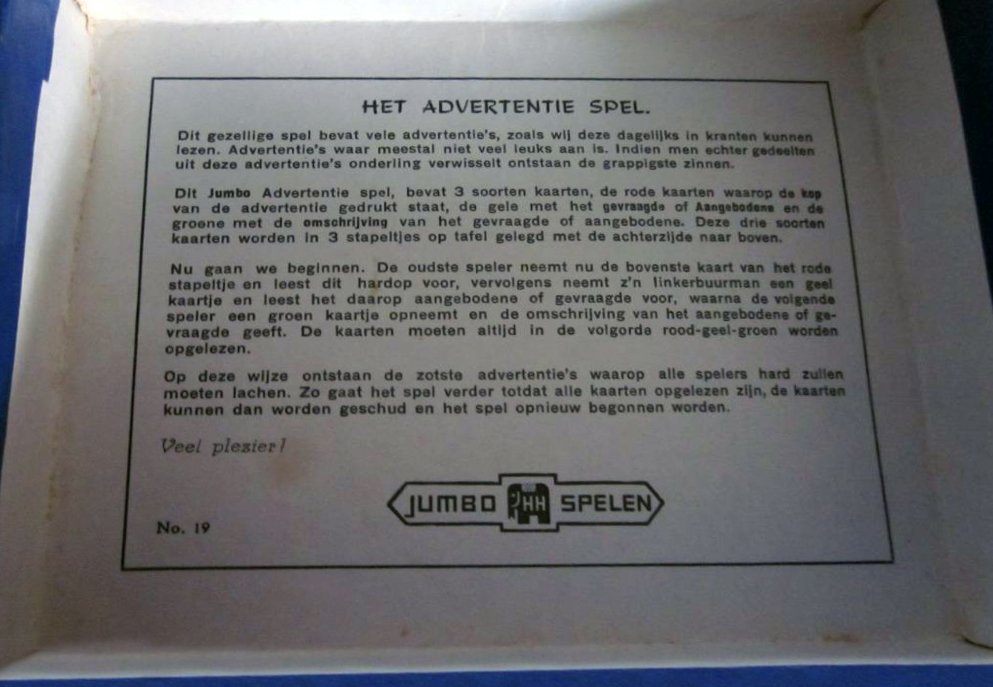 HET ADVERTENTIE SPEL.
Dit gezellige spel bevat vele advertentie's, zoals wij deze dagelijks in kranten kunnen
lezen. Advertentie's waar meestal niet veel leuks aan is. Indien men echter gedeelten
uit deze advertentie's onderling verwisselt ontstaan de grappigste zinnen.
Dit Jumbo Advertentie spel, bevat 3 soorten kaarten, de rode kaarten waarop de kop
van de advertentie gedrukt staat, de gele met het gevraagde of Aangebodene en de
groene met de omschrijving van het gevraagde of aangebodene. Deze drie soorten
kaarten worden in 3 stapeltjes op tafel gelegd met de achterzijde naar boven.
Nu gaan we beginnen. De oudste speler neemt nu de bovenste kaart van het rode
stapeltje en leest dit hardop voor, vervolgens neemt z'n linkerbuurman een geel
kaartje en leest het daarop aangebodene of gevraagde voor, waarna de volgende
speler een groen kaartje opneemt en de omschrijving van het aangebodene of ge-
vraagde geeft. De kaarten moeten altijd in de volgorde rood-geel-groen worden
opgelezen.
Op deze wijze ontstaan de zotste advertentie's waarop alle spelers hard zullen
moeten lachen. Zo gaat het spel verder totdat alle kaarten opgelezen zijn, de kaarten
kunnen dan worden geschud en het spel opnieuw begonnen worden.
Veel plezier!
JUMBO HH SPELEN
No. 19